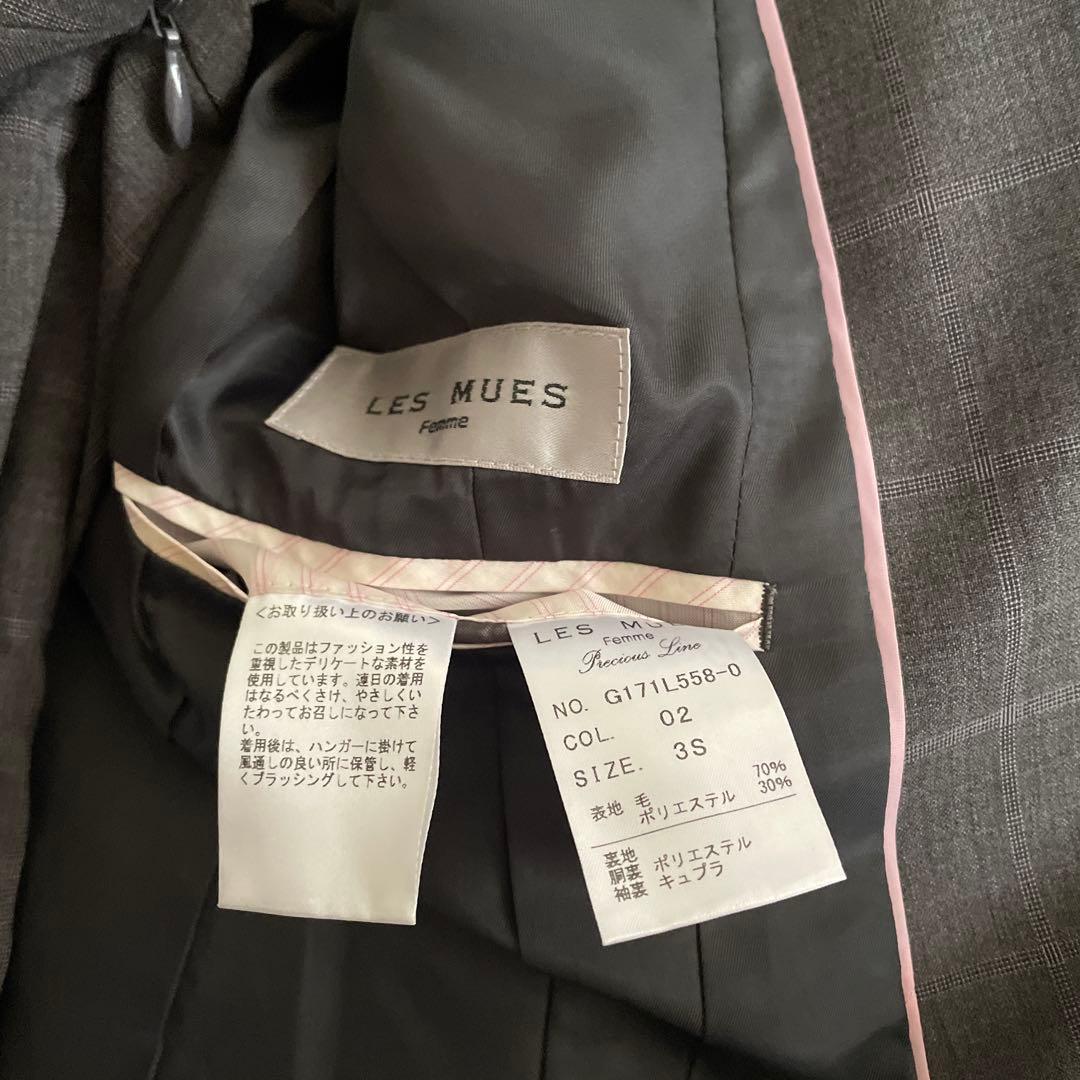 LES MUES
Femme
<お取り扱い上のお願い>
この製品はファッション性を
重視したデリケートな素材を
使用しています。連日の着用
はなるべくさけ、やさしくい
たわってお召しになって下さ
い。
着用後は、ハンガーに掛けて
風通しの良い所に保管し、軽
くブラッシングして下さい。
LES MU
Femme
Precious Line
NO. G171L558-0
COL. 02
SIZE. 3S
表地 毛 70%
ポリエステル 30%
裏地
胴裏 ポリエステル
袖裏 キュプラ